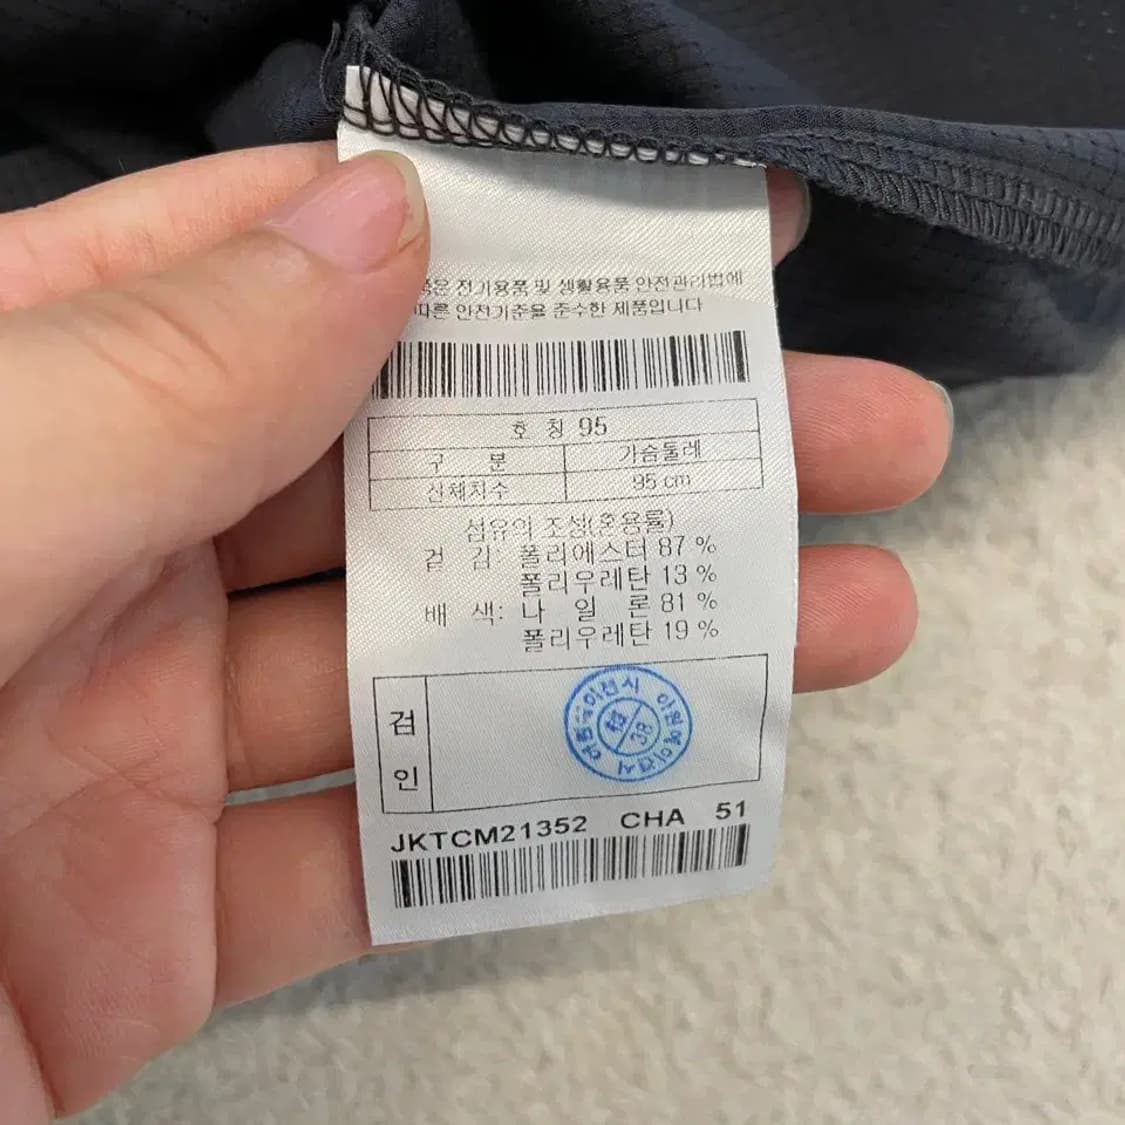 전기용품 및 생활용품 안전관리법에
따른 안전기준을 준수한 제품입니다
호 칭 95
구 분 가슴둘레
신체치수 95 cm
섬유의 조성(혼용률)
겉 감: 폴리에스터 87 %
폴리우레탄 13 %
배 색: 나 일 론 81 %
폴리우레탄 19 %
검
인
38
JKTCM21352 CHA 51